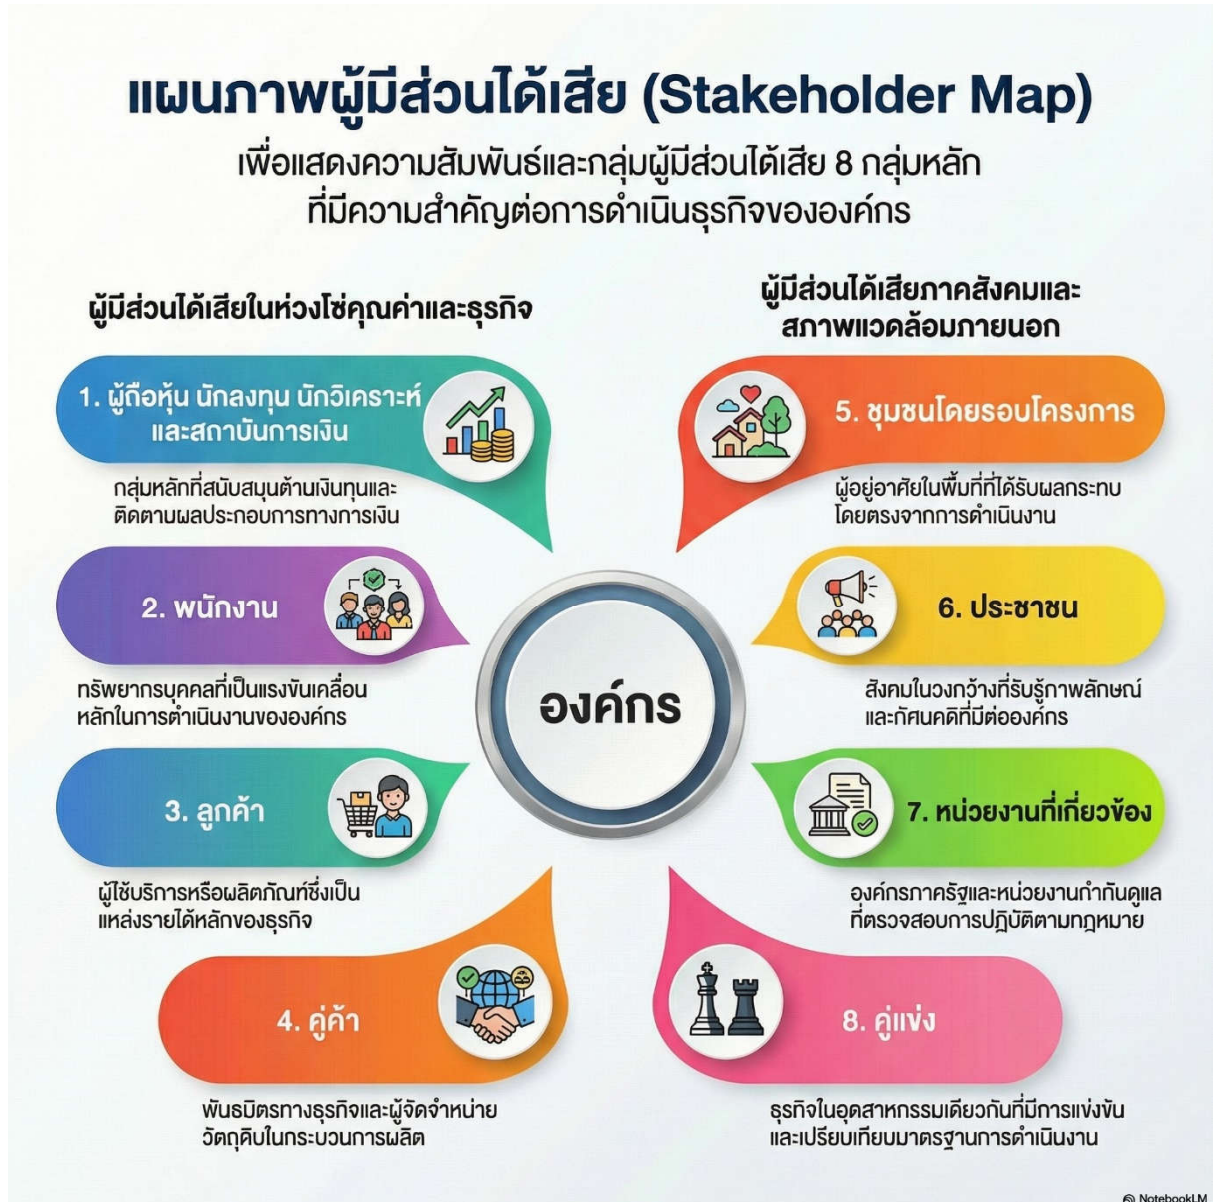 แผนภาพผู้มีส่วนได้เสีย (Stakeholder Map)
เพื่อแสดงความสัมพันธ์และกลุ่มผู้มีส่วนได้เสีย 8 กลุ่มหลัก
ที่มีความสำคัญต่อการดำเนินธุรกิจขององค์กร
ผู้มีส่วนได้เสียในห่วงโซ่คุณค่าและธุรกิจ
1. ผู้ถือหุ้น นักลงทุน นักวิเคราะห์
และสถาบันการเงิน
กลุ่มหลักที่สนับสนุนด้านเงินทุนและ
ติดตามผลประกอบการทางการเงิน
2. พนักงาน
ทรัพยากรบุคคลที่เป็นแรงขันเคลื่อน
หลักในการดำเนินงานขององค์กร
3. ลูกค้า
ผู้ใช้บริการหรือผลิตภัณฑ์ซึ่งเป็น
แหล่งรายได้หลักของธุรกิจ
4. คู่ค้า
พันธมิตรทางธุรกิจและผู้จัดจำหน่าย
วัตถุดิบในกระบวนการผลิต
องค์กร
ผู้มีส่วนได้เสียภาคสังคมและ
สภาพแวดล้อมภายนอก
5. ชุมชนโดยรอบโครงการ
ผู้อยู่อาศัยในพื้นที่ที่ได้รับผลกระทบ
โดยตรงจากการดำเนินงาน
6. ประชาชน
สังคมในวงกว้างที่รับรู้ภาพลักษณ์
และทัศนคติที่มีต่อองค์กร
7. หน่วยงานที่เกี่ยวข้อง
องค์กรภาครัฐและหน่วยงานกำกับดูแล
ที่ตรวจสอบการปฏิบัติตามกฎหมาย
8. คู่แข่ง
ธุรกิจในอุตสาหกรรมเดียวกันที่มีการแข่งขัน
และเปรียบเทียบมาตรฐานการดำเนินงาน
NotebookLM